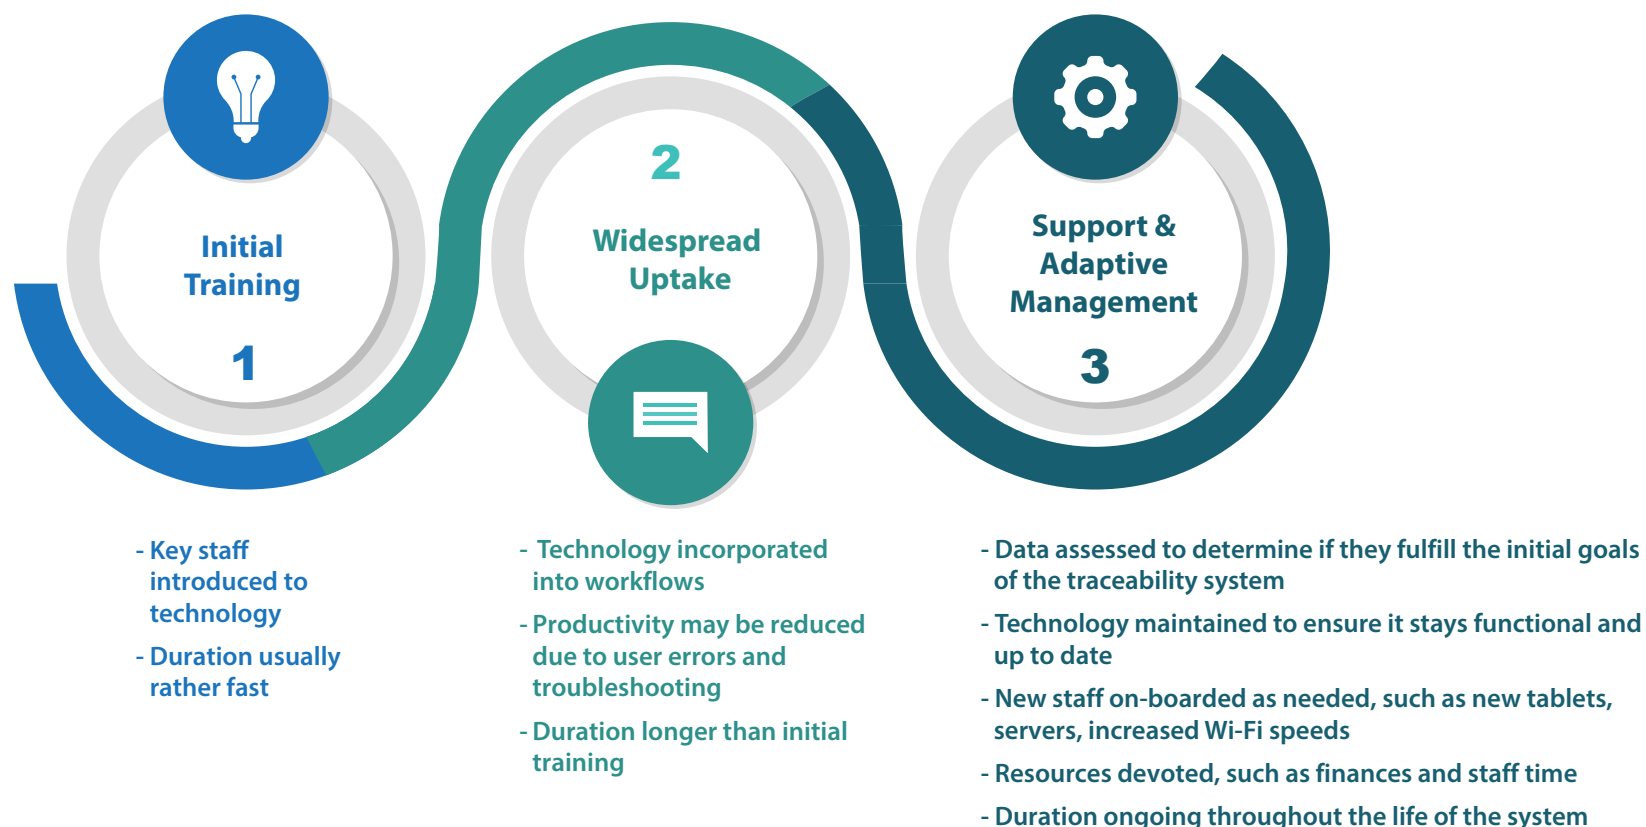 Initial
Training
1
2
Widespread
Uptake
Support &
Adaptive
Management
3
- Key staff
introduced to
technology
- Duration usually
rather fast
- Technology incorporated
into workflows
- Productivity may be reduced
due to user errors and
troubleshooting
- Duration longer than initial
training
- Data assessed to determine if they fulfill the initial goals
of the traceability system
- Technology maintained to ensure it stays functional and
up to date
- New staff on-boarded as needed, such as new tablets,
servers, increased Wi-Fi speeds
- Resources devoted, such as finances and staff time
- Duration ongoing throughout the life of the system